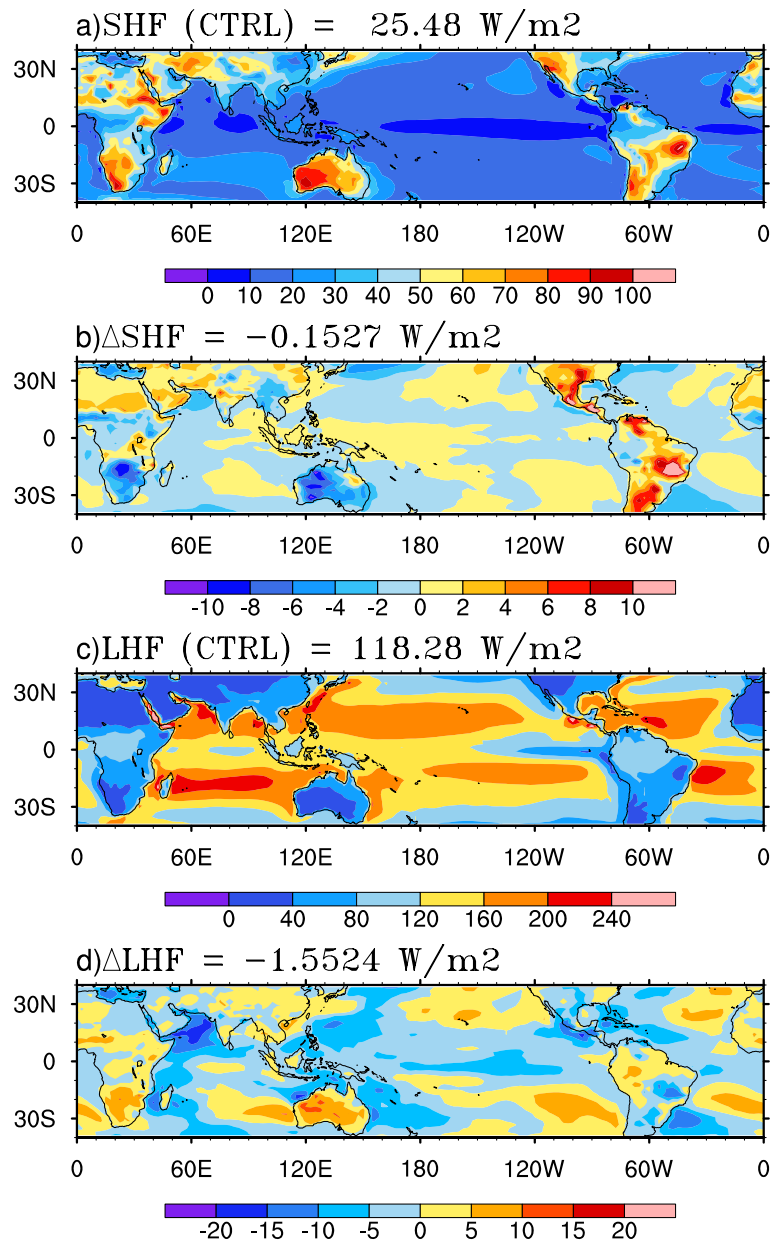 a)SHF (CTRL) = 25.48 W/m2
30N
0
30S
0 60E 120E 180 120W 60W 0
0 10 20 30 40 50 60 70 80 90 100
b)△SHF = −0.1527 W/m2
30N
0
30S
0 60E 120E 180 120W 60W 0
-10 -8 -6 -4 -2 0 2 4 6 8 10
c)LHF (CTRL) = 118.28 W/m2
30N
0
30S
0 60E 120E 180 120W 60W 0
0 40 80 120 160 200 240
d)△LHF = −1.5524 W/m2
30N
0
30S
0 60E 120E 180 120W 60W 0
-20 -15 -10 -5 0 5 10 15 20